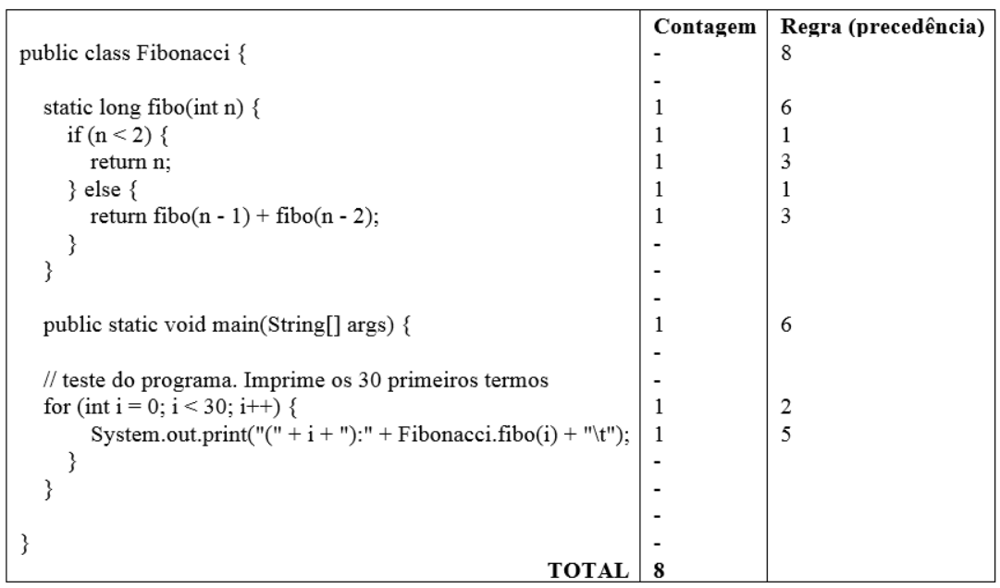 Contagem Regra (precedência)
public class Fibonacci { - 8
-
static long fibo(int n) { 1 6
if (n < 2) { 1 1
return n; 1 3
} else { 1 1
return fibo(n - 1) + fibo(n - 2); 1 3
} -
} -
-
public static void main(String[] args) { 1 6
-
// teste do programa. Imprime os 30 primeiros termos -
for (int i = 0; i < 30; i++) { 1 2
System.out.print("(" + i + "):" + Fibonacci.fibo(i) + "\t"); 1 5
} -
} -
-
} -
TOTAL 8